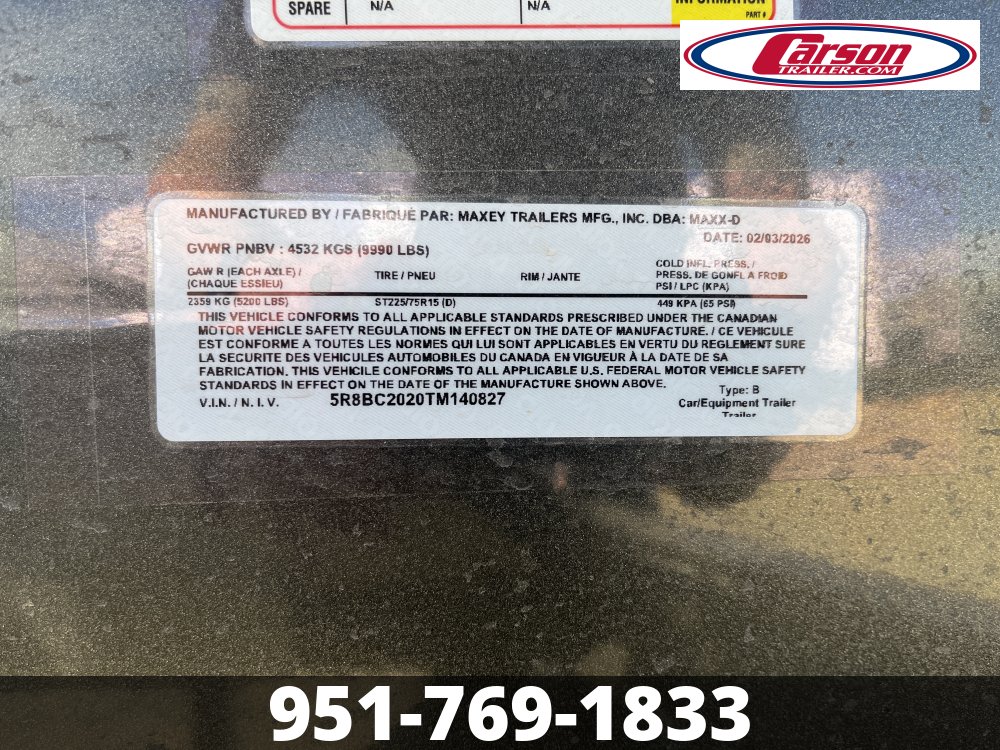 SPARE N/A N/A INFORMATION
PART #
Carson
TRAILER.COM
MANUFACTURED BY / FABRIQUÉ PAR: MAXEY TRAILERS MFG., INC. DBA: MAXX-D
DATE: 02/03/2026
GVWR PNBV : 4532 KGS (9990 LBS)
GAWR (EACH AXLE) / (CHAQUE ESSIEU) TIRE / PNEU RIM / JANTE COLD INFL. PRESS. / PRESS. DE GONFL A FROID PSI / LPC (KPA)
2359 KG (5200 LBS) ST225/75R15 (D) 449 KPA (65 PSI)
THIS VEHICLE CONFORMS TO ALL APPLICABLE STANDARDS PRESCRIBED UNDER THE CANADIAN
MOTOR VEHICLE SAFETY REGULATIONS IN EFFECT ON THE DATE OF MANUFACTURE. / CE VEHICULE
EST CONFORME A TOUTES LES NORMES QUI LUI SONT APPLICABLES EN VERTU DU REGLEMENT SURE
LA SECURITE DES VEHICULES AUTOMOBILES DU CANADA EN VIGUEUR À LA DATE DE SA
FABRICATION. THIS VEHICILE CONFORMS TO ALL APPLICABLE U.S. FEDERAL MOTOR VEHICLE SAFETY
STANDARDS IN EFFECT ON THE DATE OF THE MANUFACTURE SHOWN ABOVE.
V.I.N. / N. I. V. 5R8BC2020TM140827
Type: B
Car/Equipment Trailer
Trailer
951-769-1833